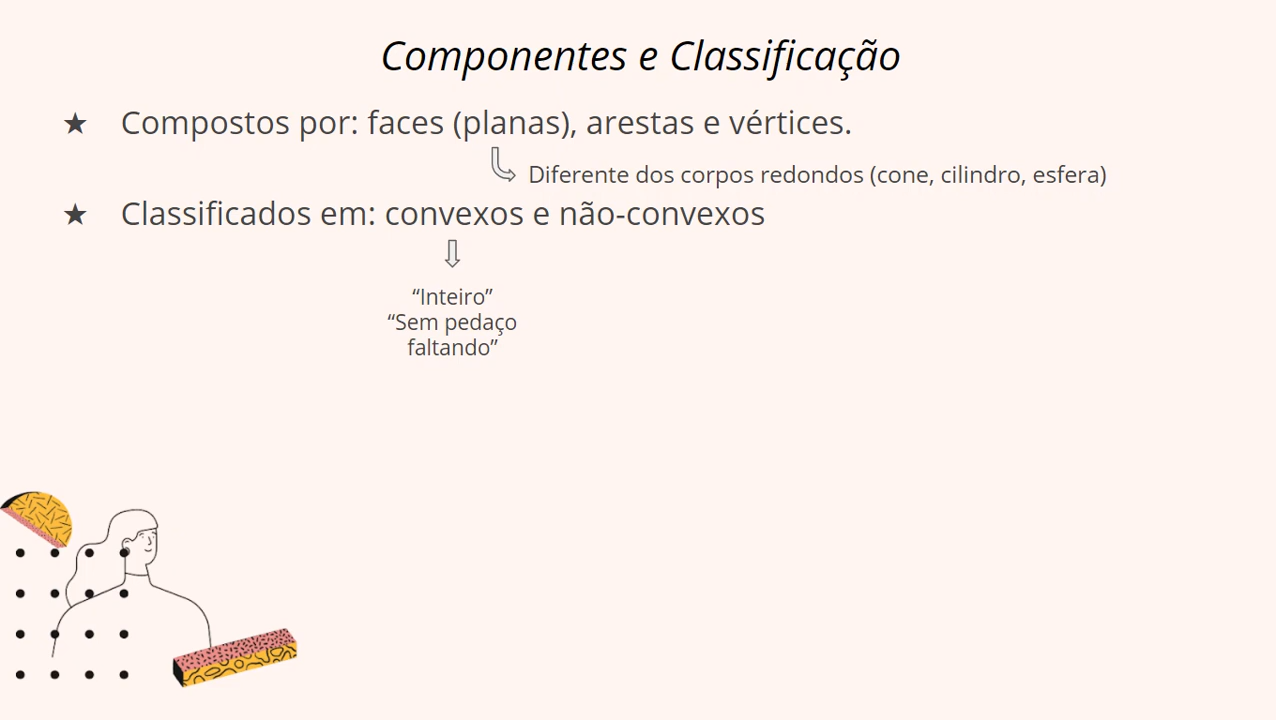 Componentes e Classificação
★ Compostos por: faces (planas), arestas e vértices.
Diferente dos corpos redondos (cone, cilindro, esfera)
★ Classificados em: convexos e não-convexos
“Inteiro”
“Sem pedaço
faltando”